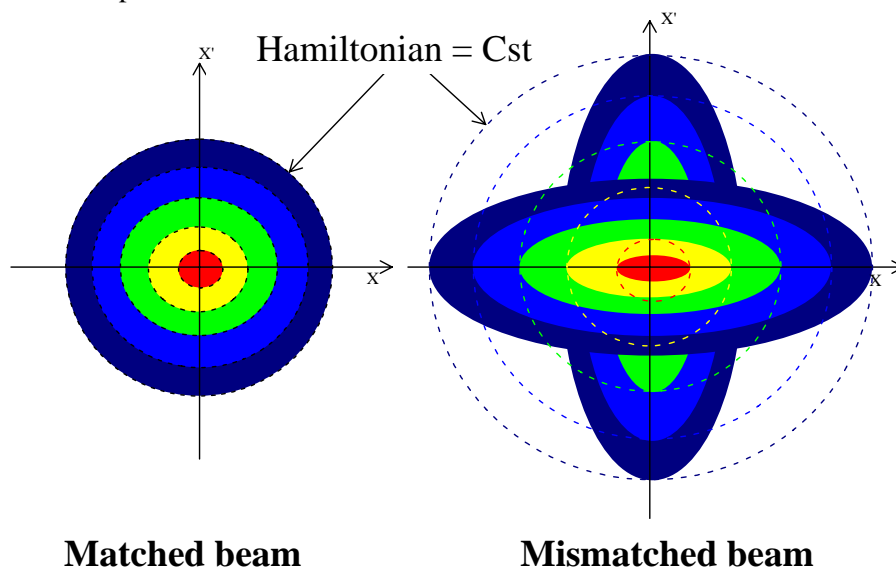 Hamiltonian = Cst
X'
X
X'
X
Matched beam
Mismatched beam